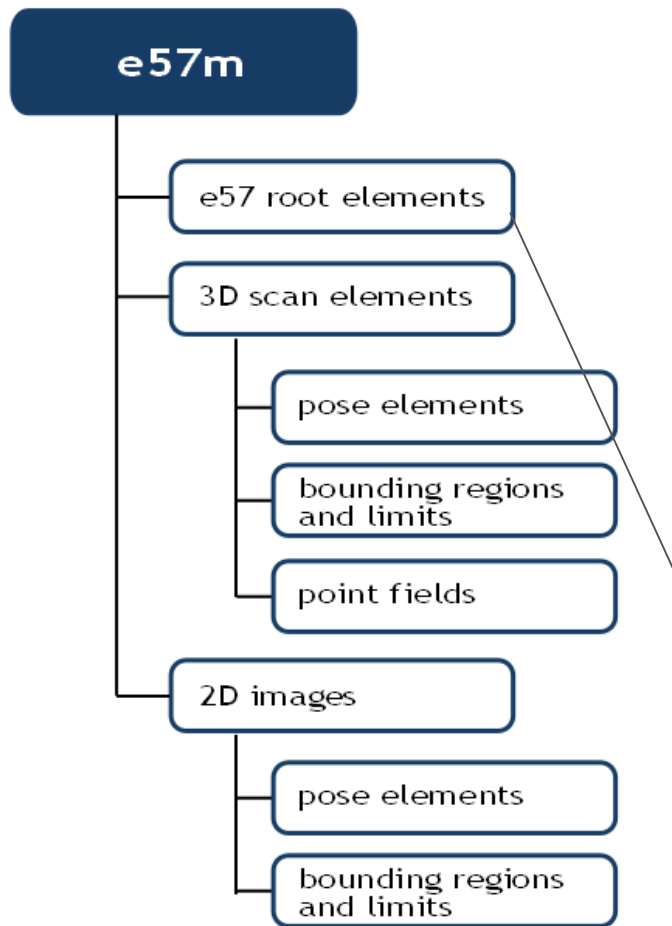 e57m
e57 root elements
3D scan elements
pose elements
bounding regions
and limits
point fields
2D images
pose elements
bounding regions
and limits